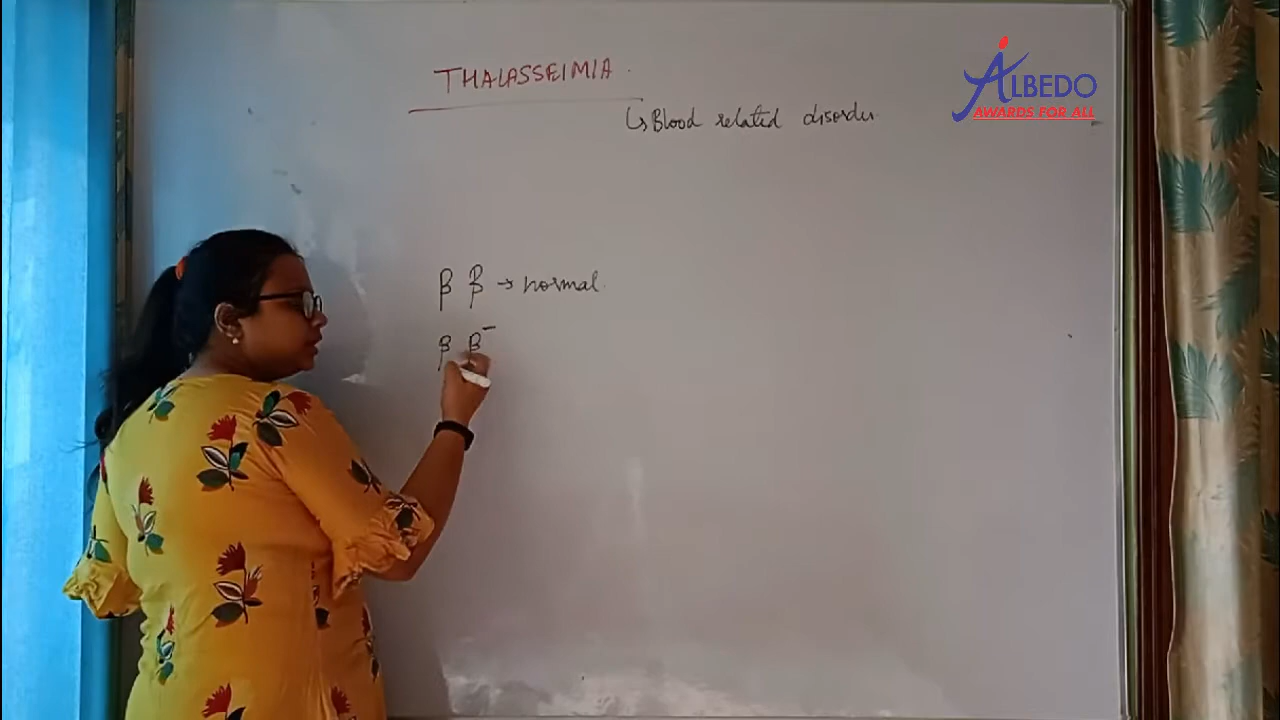 THALASSEIMIA.
↳ Blood related disorder
ALBEDO
AWARDS FOR ALL
β β → normal.
β β⁻